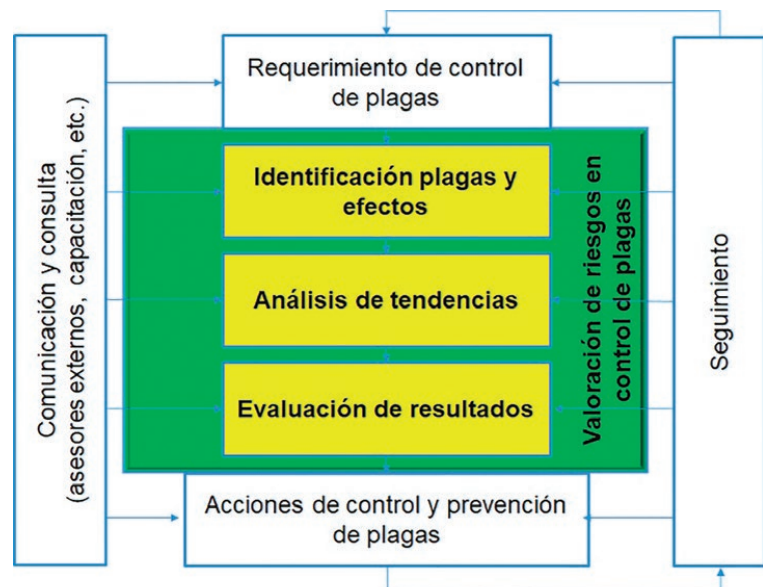 Requerimiento de control
de plagas
Comunicación y consulta
(asesores externos, capacitación, etc.)
Identificación plagas y
efectos
Análisis de tendencias
Evaluación de resultados
Valoración de riesgos en
control de plagas
Seguimiento
Acciones de control y prevención
de plagas